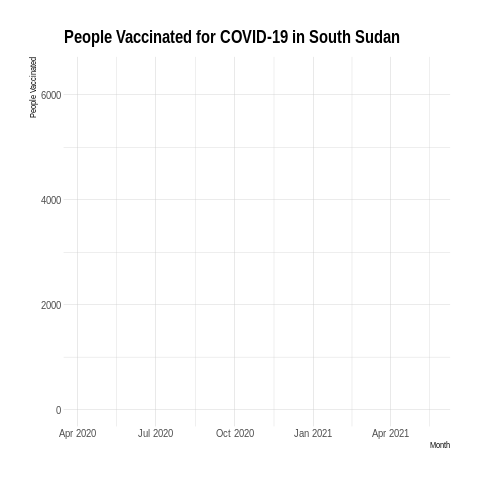 People Vaccinated for COVID-19 in South Sudan
People Vaccinated
6000
4000
2000
0
Apr 2020 Jul 2020 Oct 2020 Jan 2021 Apr 2021
Month